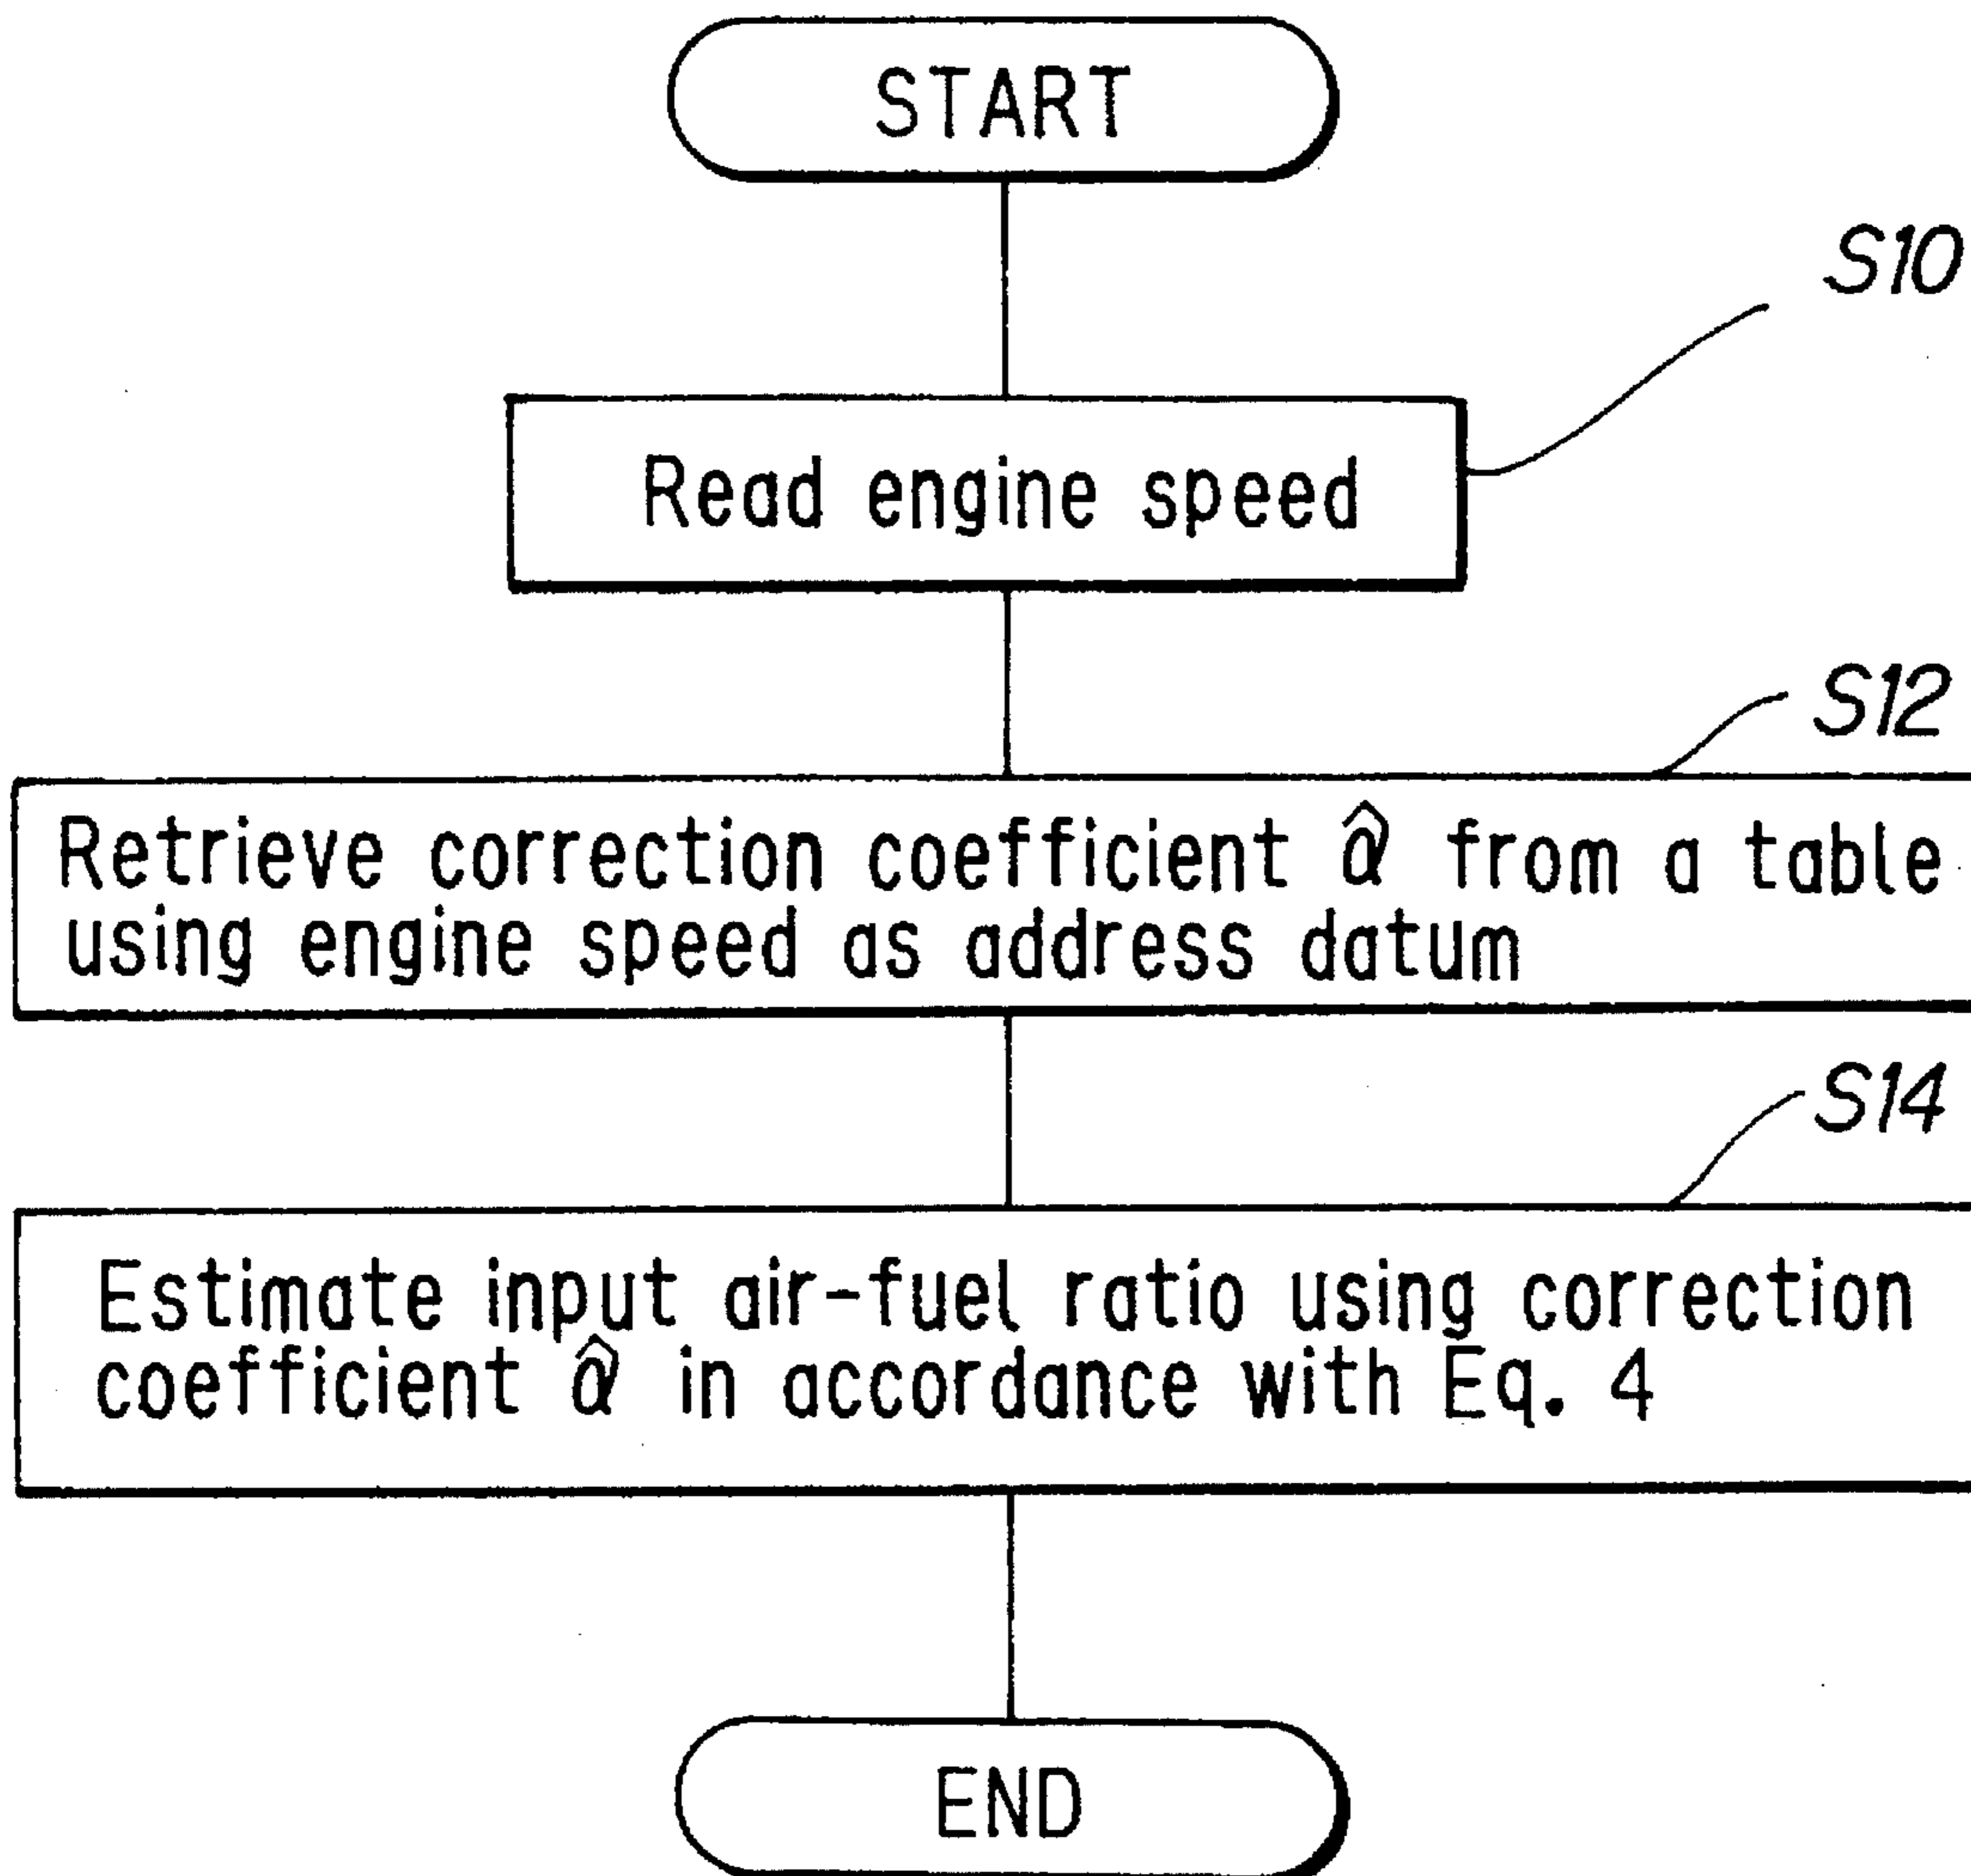 START
S10
Read engine speed
S12
Retrieve correction coefficient α̂ from a table
using engine speed as address datum
S14
Estimate input air-fuel ratio using correction
coefficient α̂ in accordance with Eq. 4
END